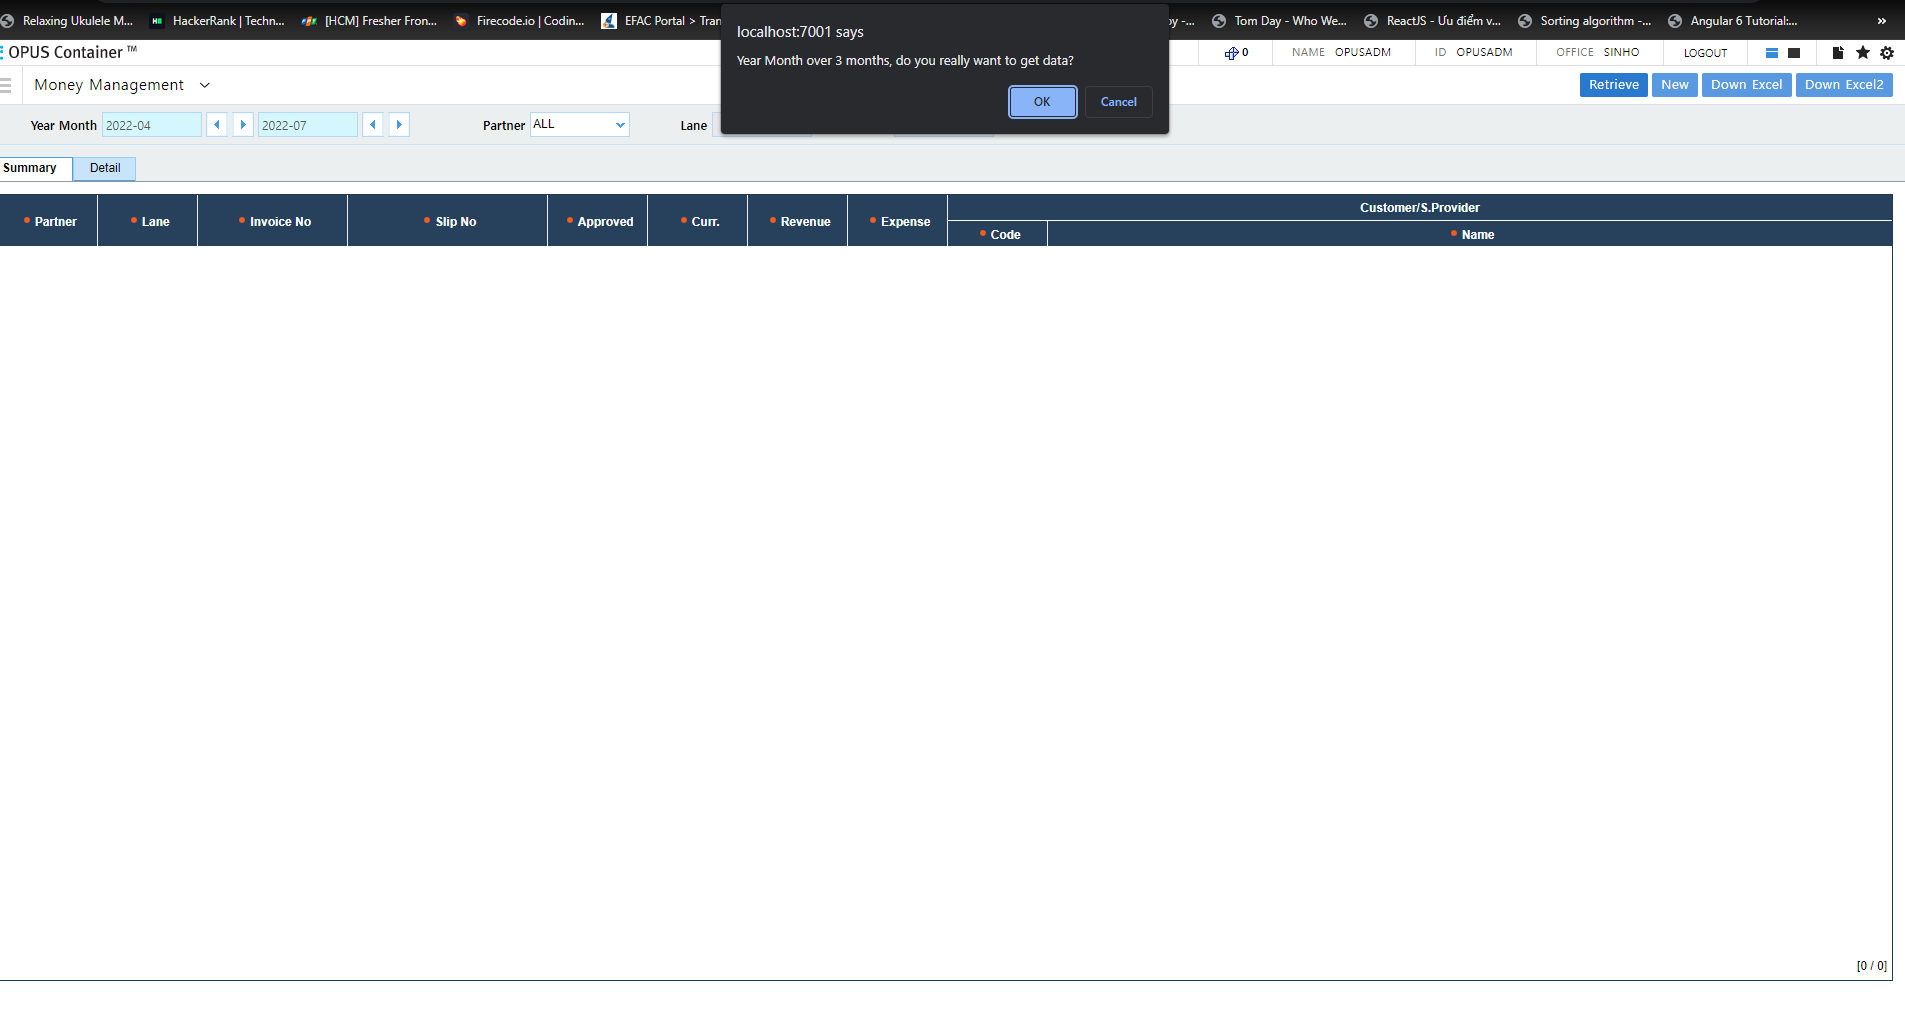 Relaxing Ukulele M...
HackerRank | Techn...
[HCM] Fresher Fron...
Firecode.io | Codin...
EFAC Portal > Tran
Tom Day - Who We...
ReactJS - Ưu điểm v...
Sorting algorithm -...
Angular 6 Tutorial:...
»
localhost:7001 says
Year Month over 3 months, do you really want to get data?
OK
Cancel
OPUS Container ™
0
NAME OPUSADM
ID OPUSADM
OFFICE SINHO
LOGOUT
Money Management
Retrieve
New
Down Excel
Down Excel2
Year Month 2022-04
2022-07
Partner ALL
Lane
Summary
Detail
Partner
Lane
Invoice No
Slip No
Approved
Curr.
Revenue
Expense
Customer/S.Provider
Code
Name
[0 / 0]